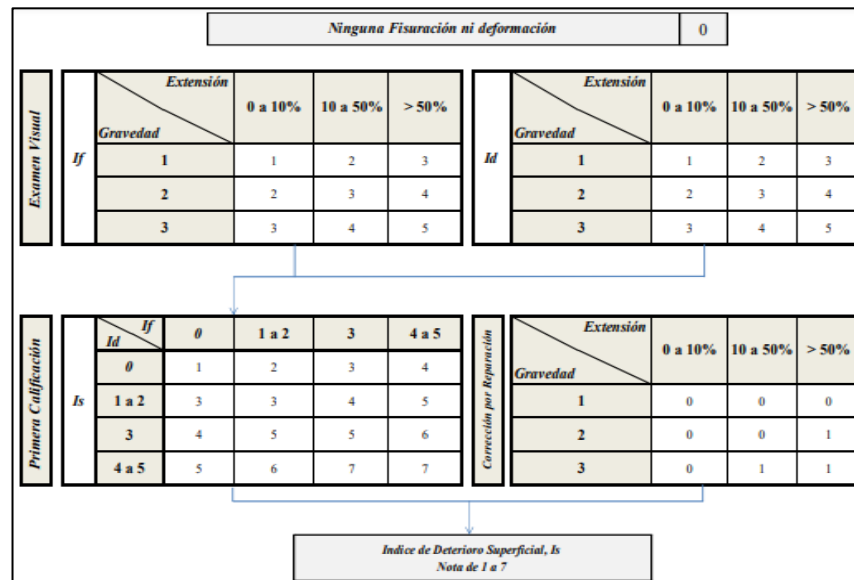 Ninguna Fisuración ni deformación 0
Examen Visual
If
Extensión
Gravedad
0 a 10% 10 a 50% > 50%
1 1 2 3
2 2 3 4
3 3 4 5
Id
Extensión
Gravedad
0 a 10% 10 a 50% > 50%
1 1 2 3
2 2 3 4
3 3 4 5
Primera Calificación
Is
If
Id
0 1 a 2 3 4 a 5
0 1 2 3 4
1 a 2 3 3 4 5
3 4 5 5 6
4 a 5 5 6 7 7
Corrección por Reparación
Extensión
Gravedad
0 a 10% 10 a 50% > 50%
1 0 0 0
2 0 0 1
3 0 1 1
Indice de Deterioro Superficial, Is
Nota de 1 a 7